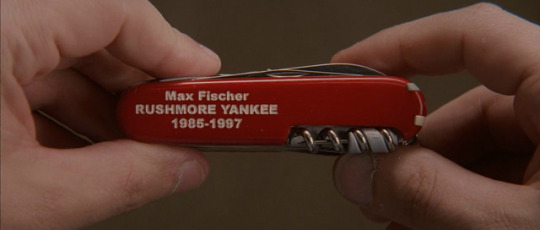 Max Fischer
RUSHMORE YANKEE
1985-1997